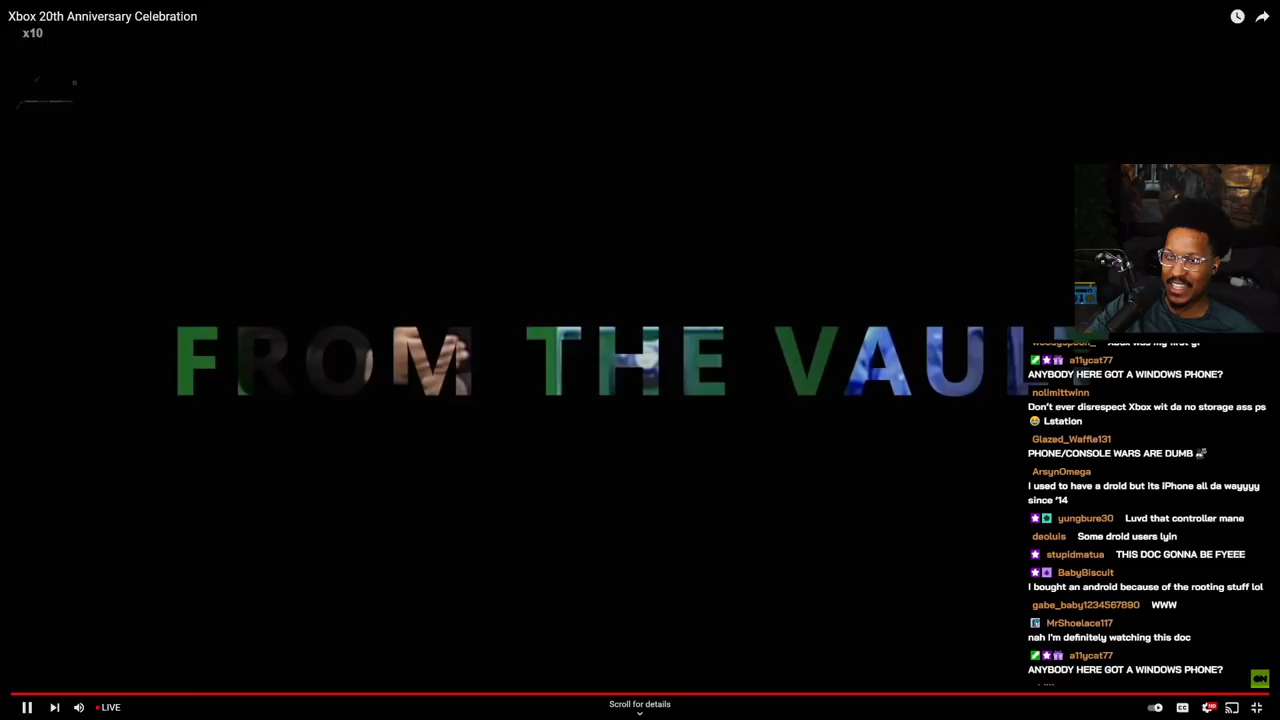 Xbox 20th Anniversary Celebration
x10
FROM THE VAULT
a11ycat77
ANYBODY HERE GOT A WINDOWS PHONE?
nolimittwinn
Don't ever disrespect Xbox wit da no storage ass ps
😂 Lstation
Glazed_Waffle131
PHONE/CONSOLE WARS ARE DUMB
ArsynOmega
I used to have a droid but its iPhone all da wayyyy
since '14
yungbure30 Luvd that controller mane
deoluis Some droid users lyin
stupidmatua THIS DOC GONNA BE FYEEE
BabyBiscuit
I bought an android because of the rooting stuff lol
gabe_baby1234567890 WWW
MrShoelace117
nah I'm definitely watching this doc
a11ycat77
ANYBODY HERE GOT A WINDOWS PHONE?
LIVE
Scroll for details
CC
HD